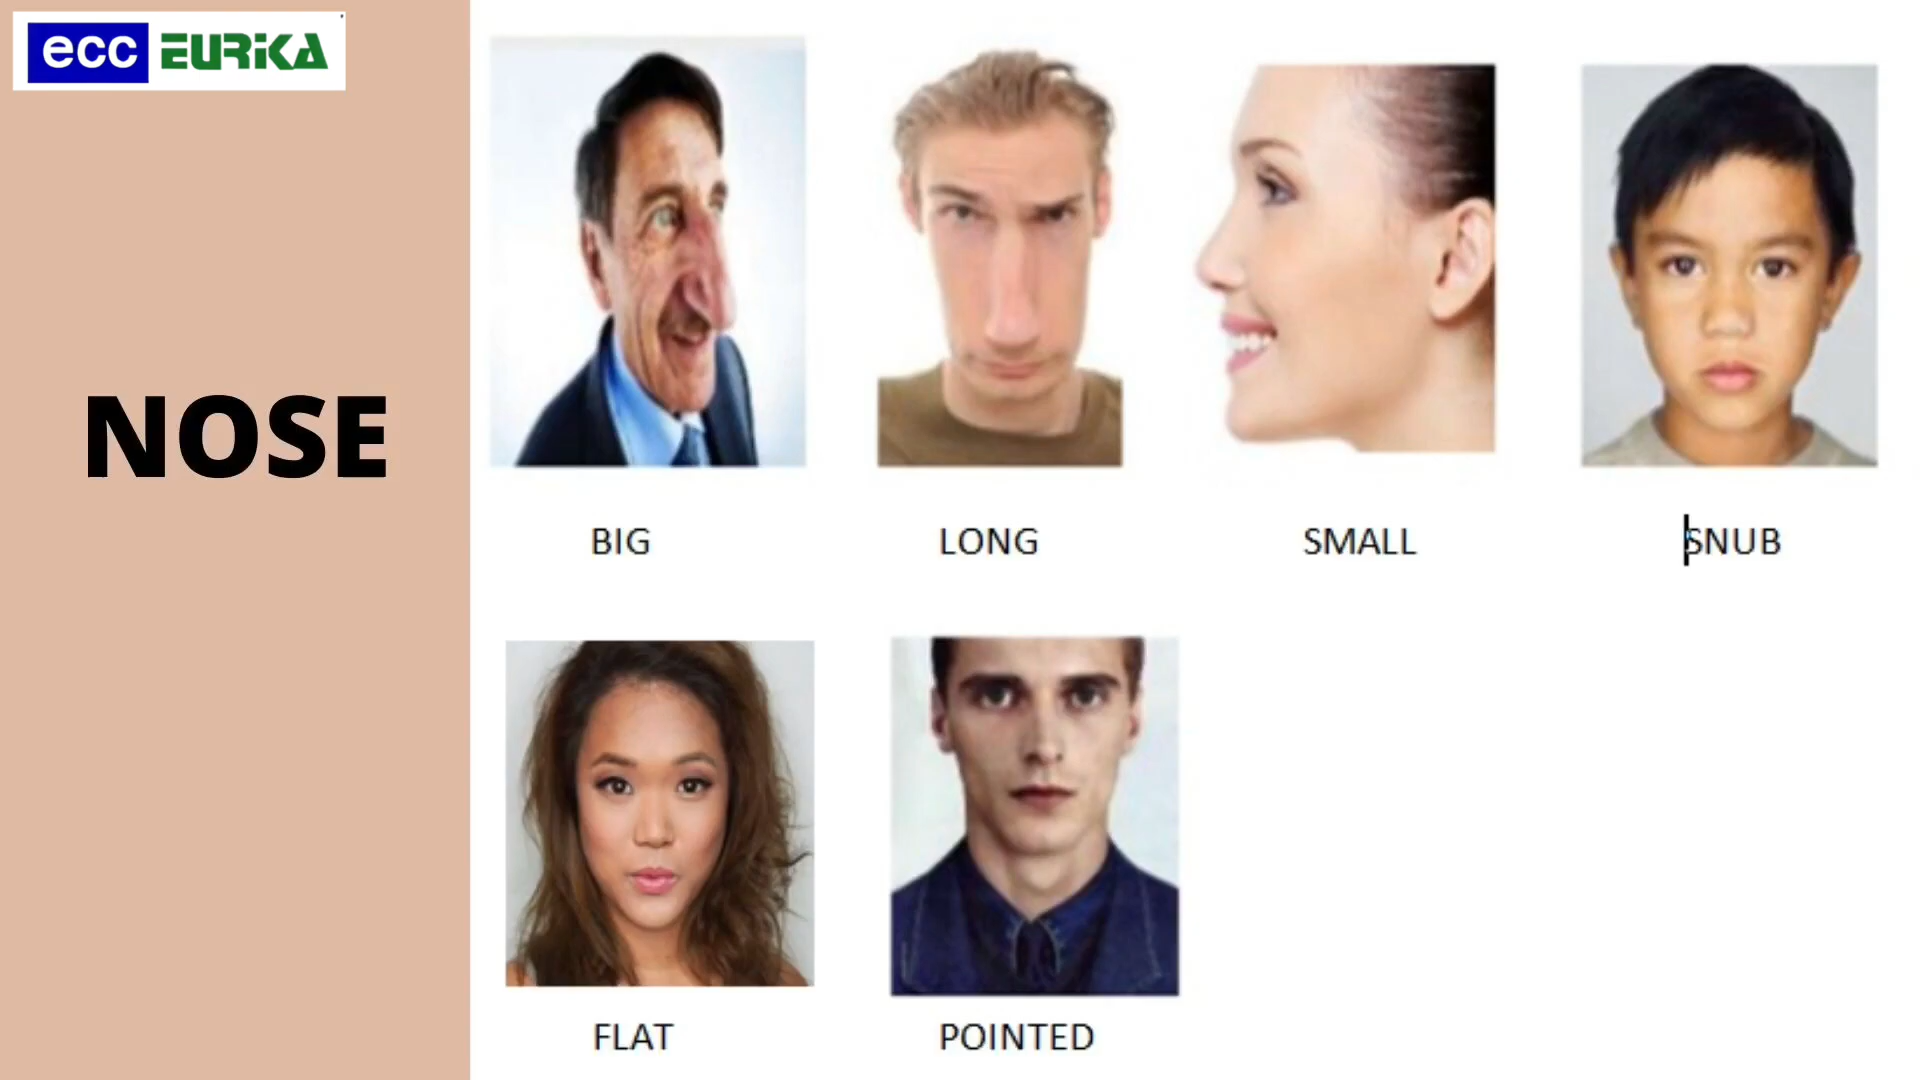 ecc EURiKA
NOSE
BIG
LONG
SMALL
SNUB
FLAT
POINTED